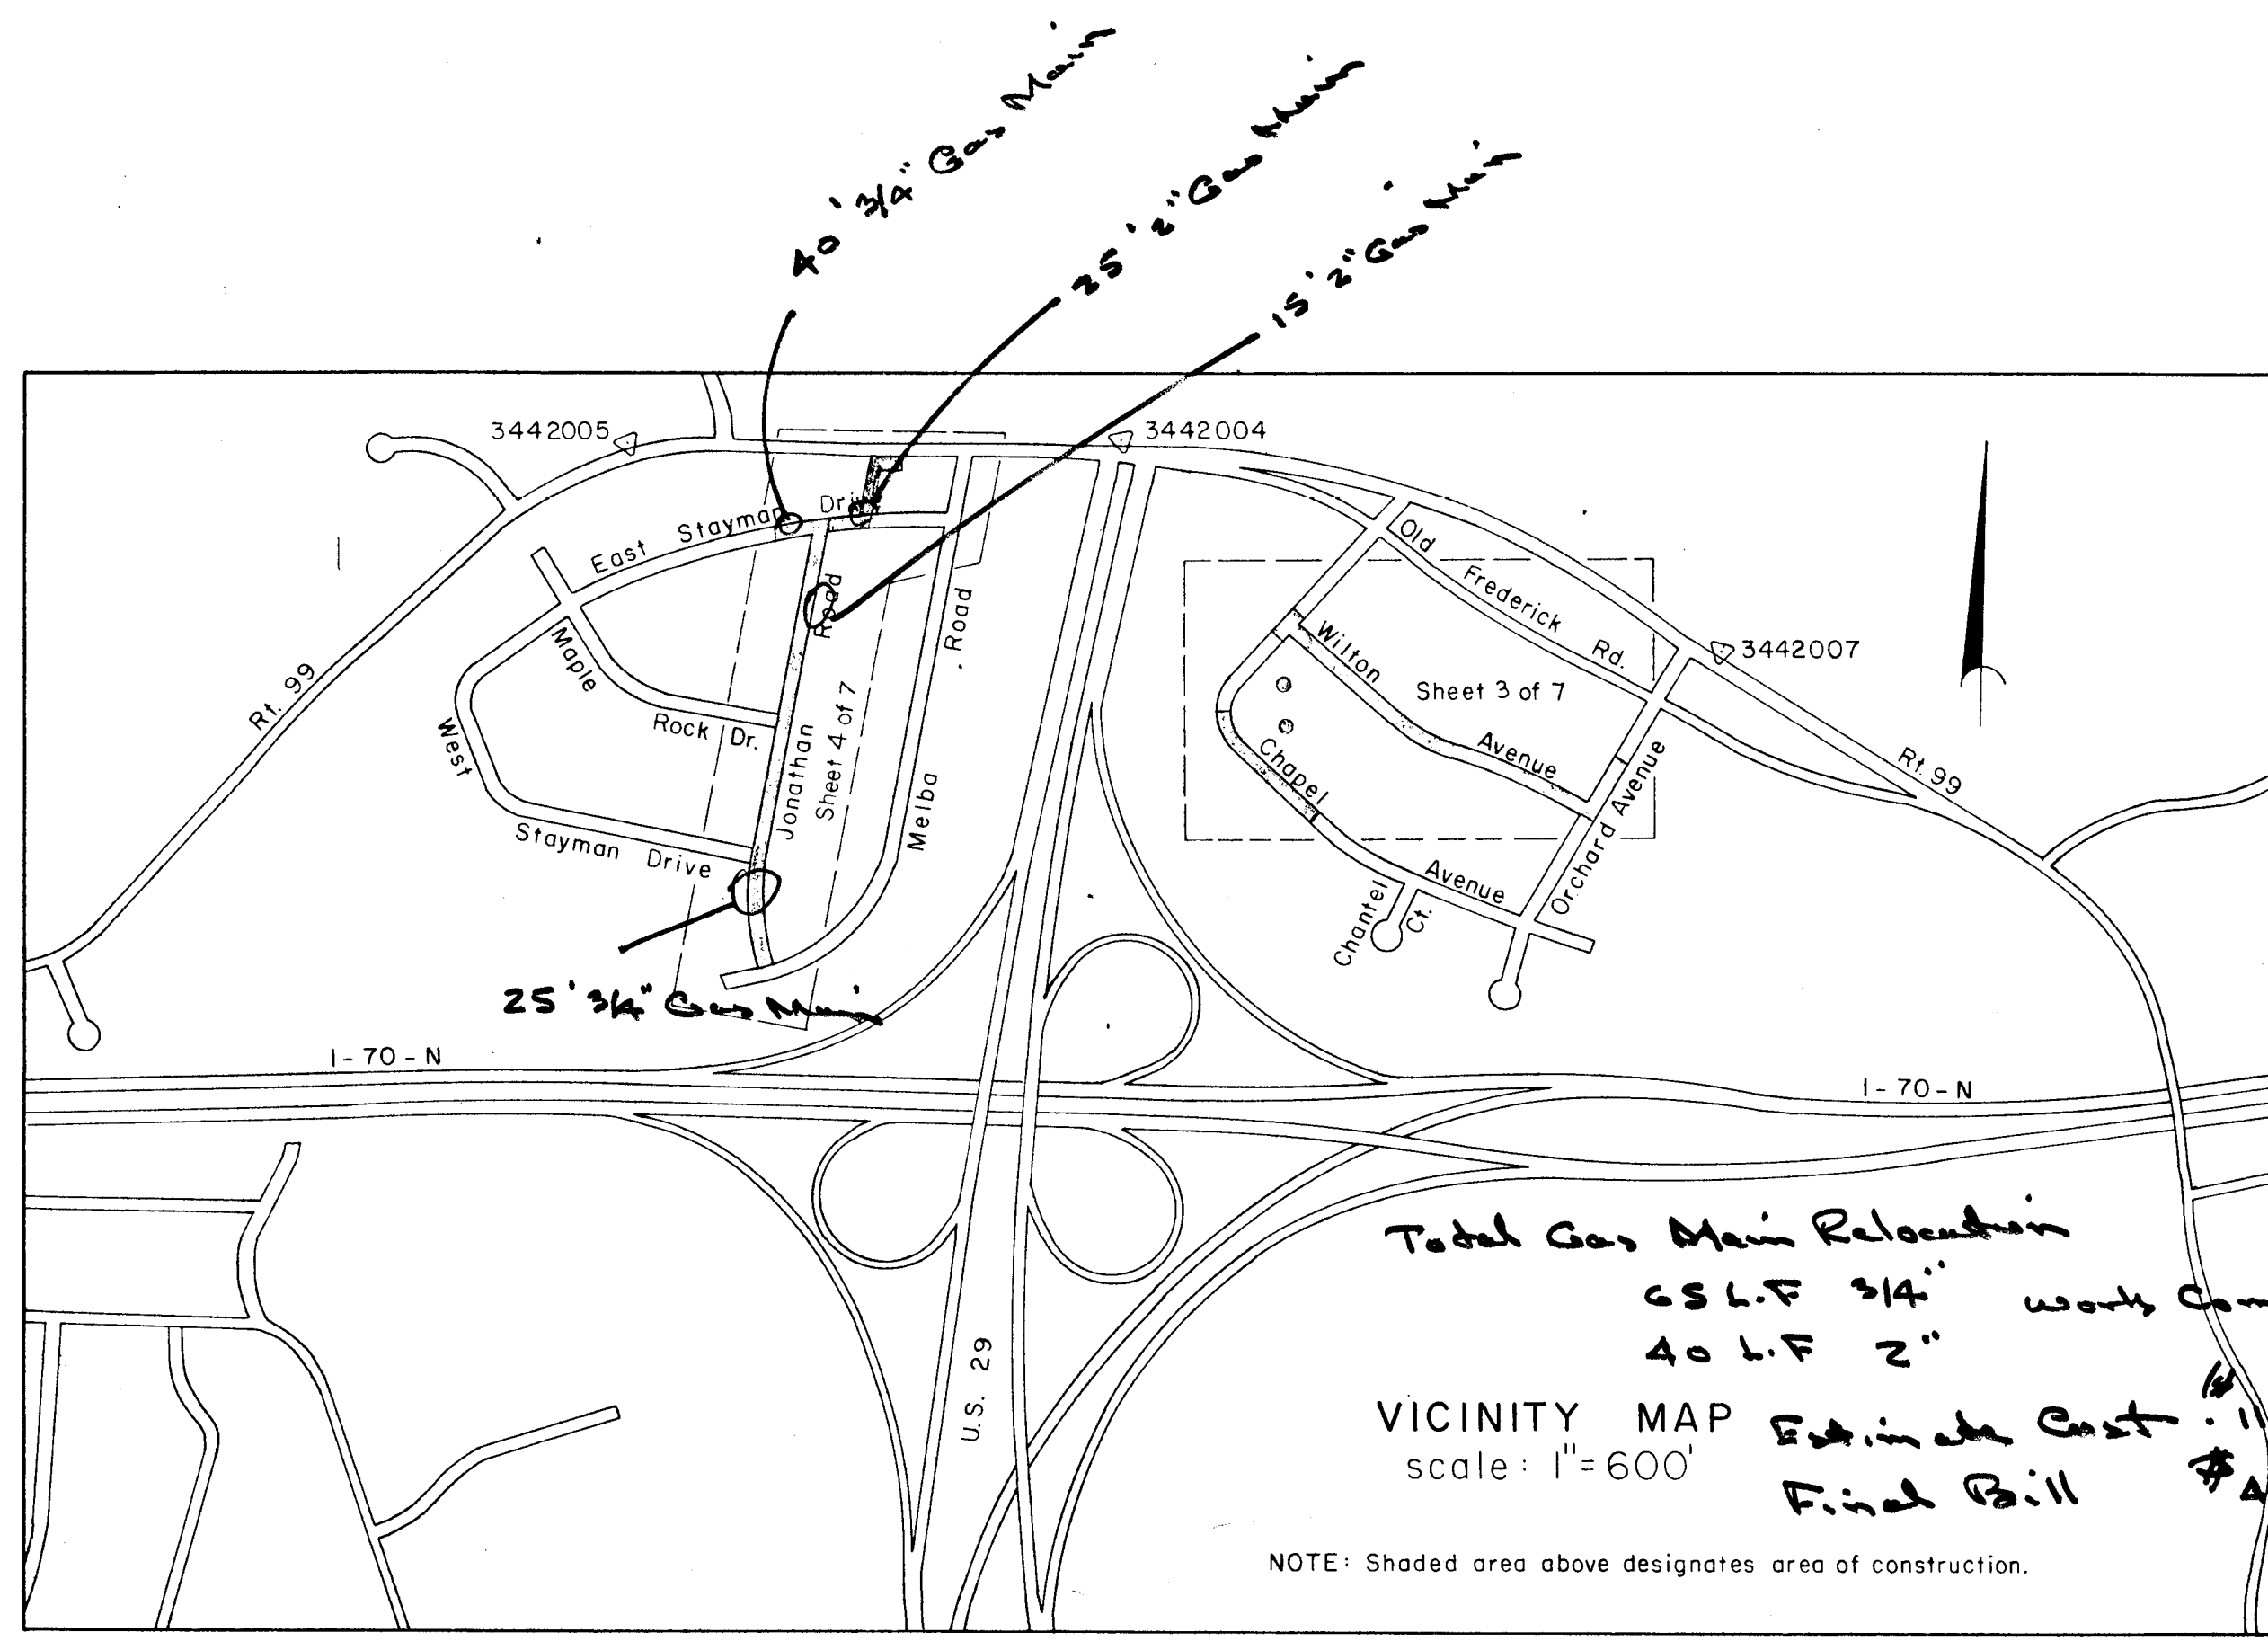 40' 3/4" Gas Main
25' 2" Gas Main
15' 2" Gas Main
3442005
3442004
East Stayman Drive
Old Frederick Rd.
3442007
Road
Road
Maple
Rock Dr.
Wilton Avenue
Sheet 3 of 7
Rt. 99
Rt. 99
West
Stayman Drive
Jonathan
Sheet 4 of 7
Melba
Chapel Avenue
Orchard Avenue
Chantel Ct.
25' 3/4" Gas Main
I-70-N
I-70-N
Total Gas Main Relocation
65 L.F 3/4" Work Com
40 L.F 2"
U.S. 29
VICINITY MAP
scale: 1"=600'
Estimate Cost
Final Bill $
NOTE: Shaded area above designates area of construction.